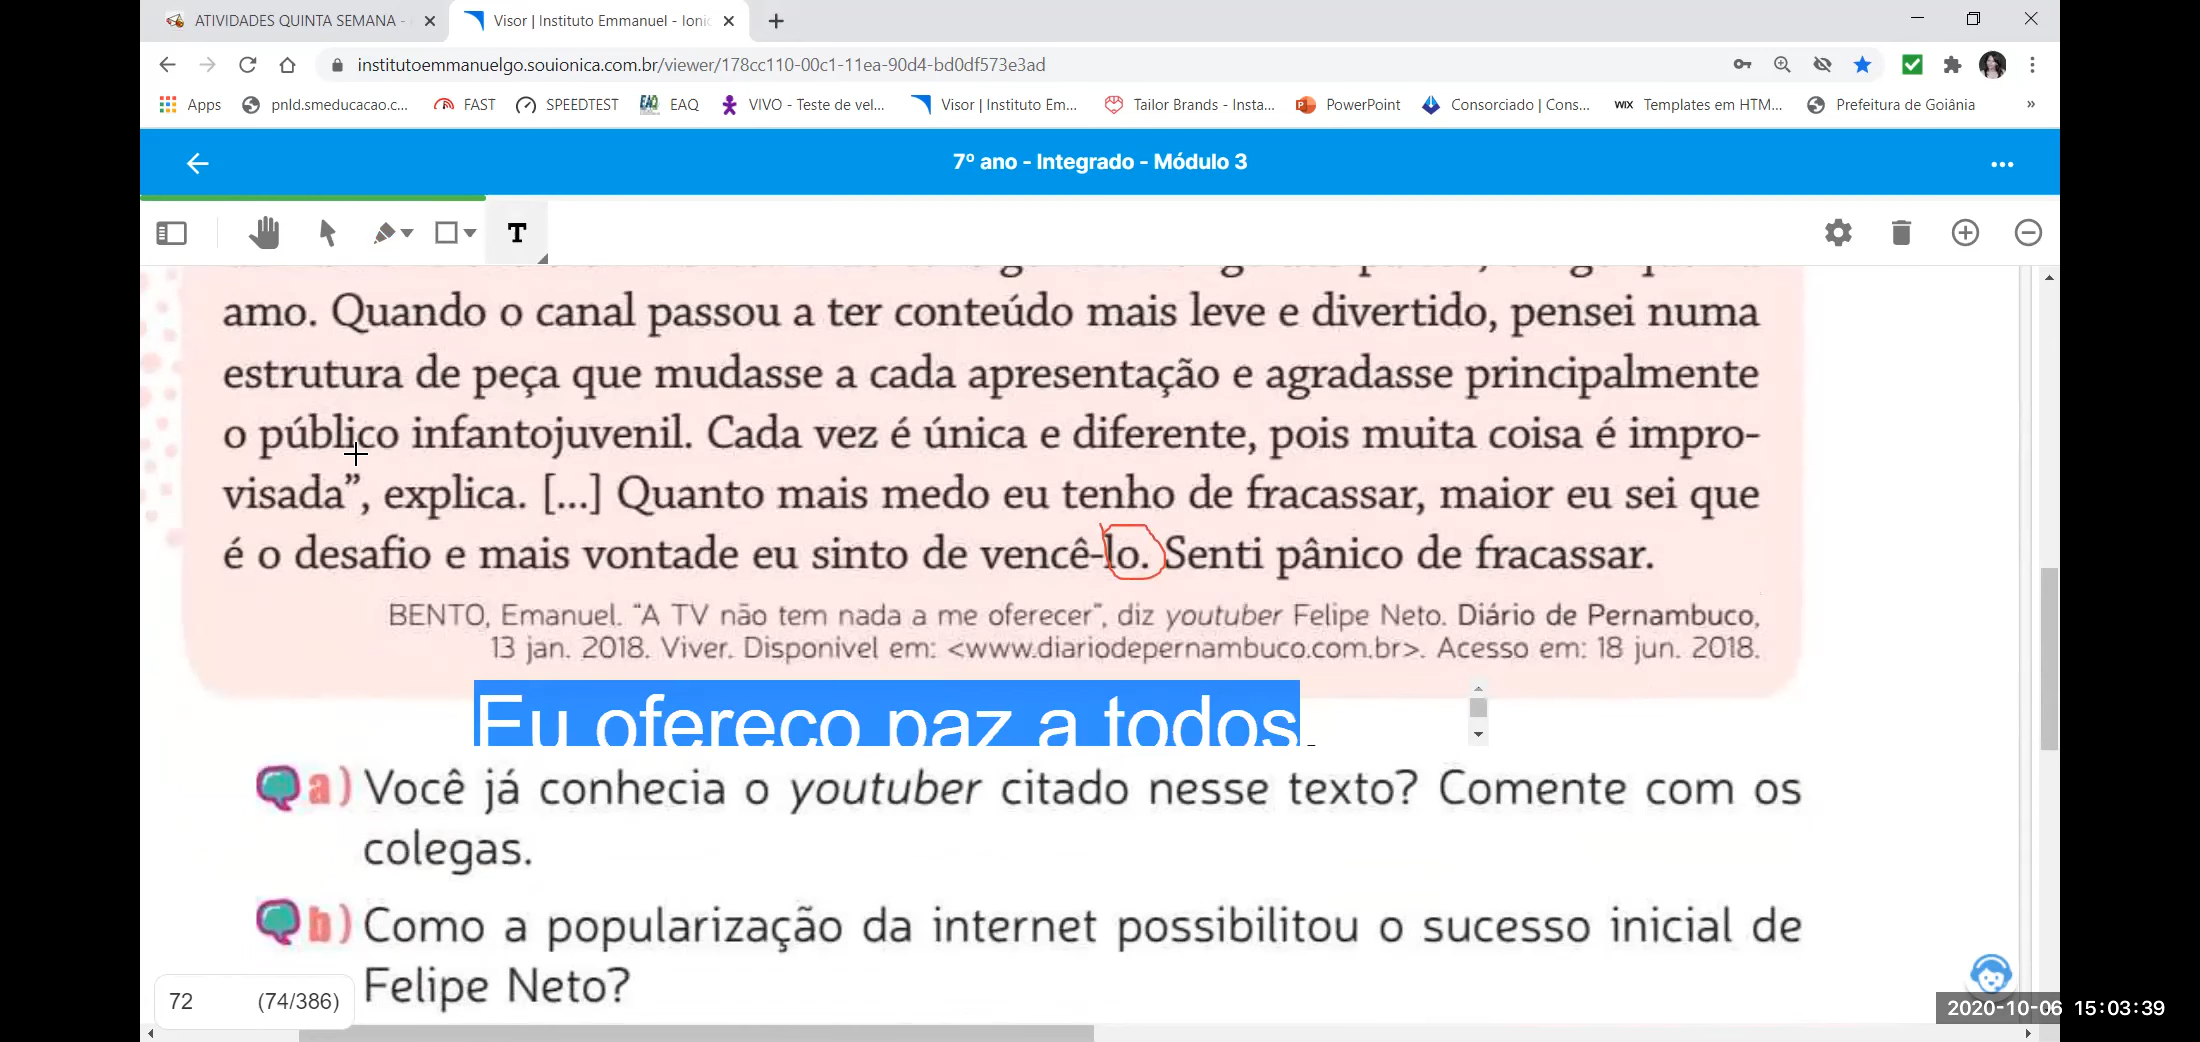 ATIVIDADES QUINTA SEMANA -
Visor | Instituto Emmanuel - Ionic
institutoemmanuelgo.souionica.com.br/viewer/178cc110-00c1-11ea-90d4-bd0df573e3ad
Apps pnld.smeducacao.c... FAST SPEEDTEST EAQ EAQ VIVO - Teste de vel... Visor | Instituto Em... Tailor Brands - Insta... PowerPoint Consorciado | Cons... WIX Templates em HTM... Prefeitura de Goiânia »
7º ano - Integrado - Módulo 3
T
amo. Quando o canal passou a ter conteúdo mais leve e divertido, pensei numa
estrutura de peça que mudasse a cada apresentação e agradasse principalmente
o público infantojuvenil. Cada vez é única e diferente, pois muita coisa é impro-
visada”, explica. [...] Quanto mais medo eu tenho de fracassar, maior eu sei que
é o desafio e mais vontade eu sinto de vencê-lo. Senti pânico de fracassar.
BENTO, Emanuel. “A TV não tem nada a me oferecer”, diz youtuber Felipe Neto. Diário de Pernambuco,
13 jan. 2018. Viver. Disponível em: <www.diariodepernambuco.com.br>. Acesso em: 18 jun. 2018.
Eu ofereço paz a todos.
a) Você já conhecia o youtuber citado nesse texto? Comente com os
colegas.
b) Como a popularização da internet possibilitou o sucesso inicial de
Felipe Neto?
72 (74/386)
2020-10-06 15:03:39